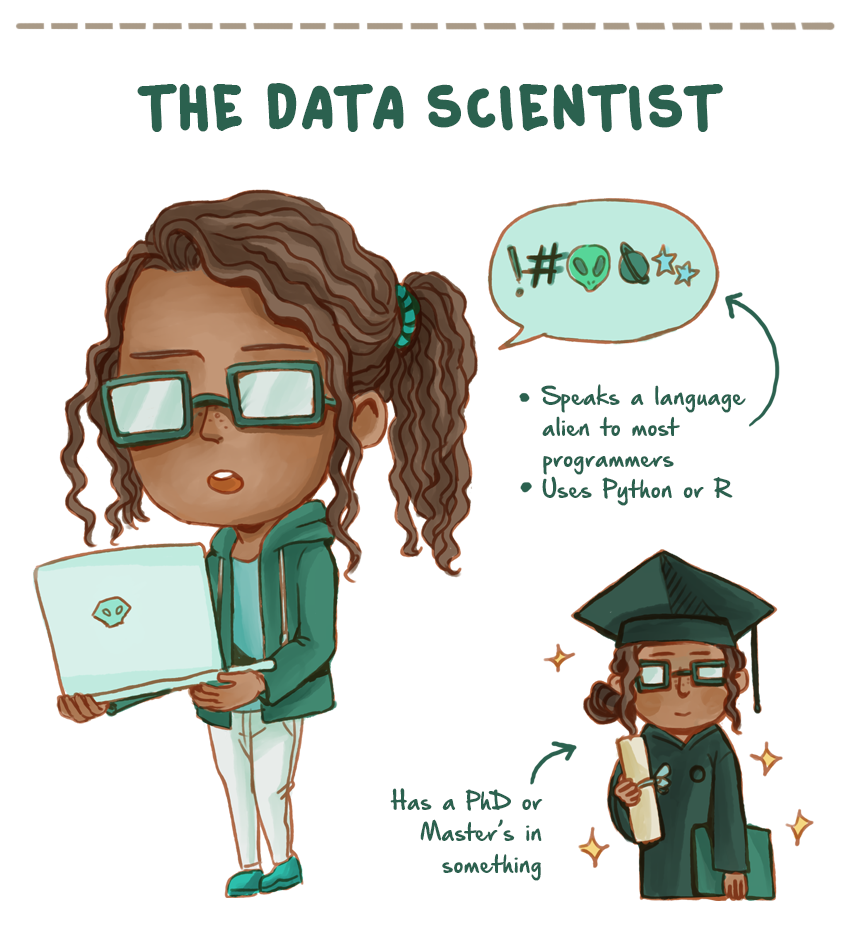 THE DATA SCIENTIST
!#
• Speaks a language
alien to most
programmers
• Uses Python or R
Has a PhD or
Master's in
something